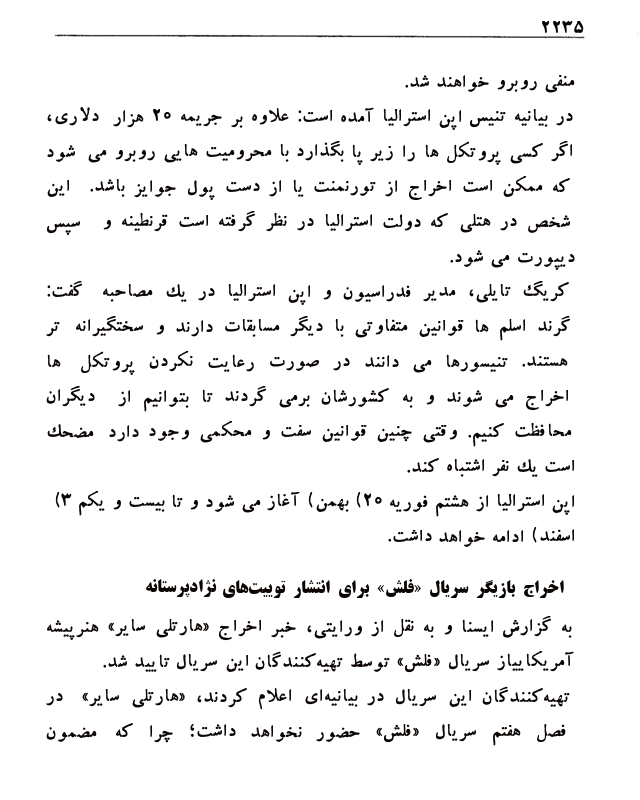 ۲۲۳۵
منفی روبرو خواهند شد.
در بیانیه تنیس اپن استرالیا آمده است: علاوه بر جریمه ۲۰ هزار دلاری،
اگر کسی پروتکل ها را زیر پا بگذارد با محرومیت هایی روبرو می شود
که ممکن است اخراج از تورنمنت یا از دست پول جوایز باشد. این
شخص در هتلی که دولت استرالیا در نظر گرفته است قرنطینه و سپس
دیپورت می شود.
کریگ تایلی، مدیر فدراسیون و اپن استرالیا در یك مصاحبه گفت:
گرند اسلم ها قوانین متفاوتی با دیگر مسابقات دارند و سختگیرانه تر
هستند. تنیسورها می دانند در صورت رعایت نکردن پروتکل ها
اخراج می شوند و به کشورشان برمی گردند تا بتوانیم از دیگران
محافظت کنیم. وقتی چنین قوانین سفت و محکمی وجود دارد مضحك
است یك نفر اشتباه کند.
اپن استرالیا از هشتم فوریه ۲۰) بهمن) آغاز می شود و تا بیست و یکم ۳)
اسفند) ادامه خواهد داشت.
اخراج بازیگر سریال «فلش» برای انتشار توییت‌های نژادپرستانه
به گزارش ایسنا و به نقل از ورایتی، خبر اخراج «هارتلی سایر» هنرپیشه
آمریکاییاز سریال «فلش» توسط تهیه‌کنندگان این سریال تایید شد.
تهیه‌کنندگان این سریال در بیانیه‌ای اعلام کردند، «هارتلی سایر» در
فصل هفتم سریال «فلش» حضور نخواهد داشت؛ چرا که مضمون